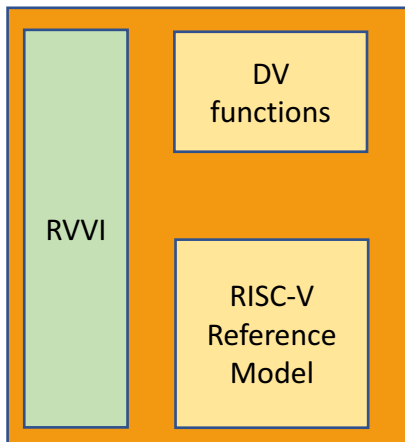 RVVI
DV
functions
RISC-V
Reference
Model